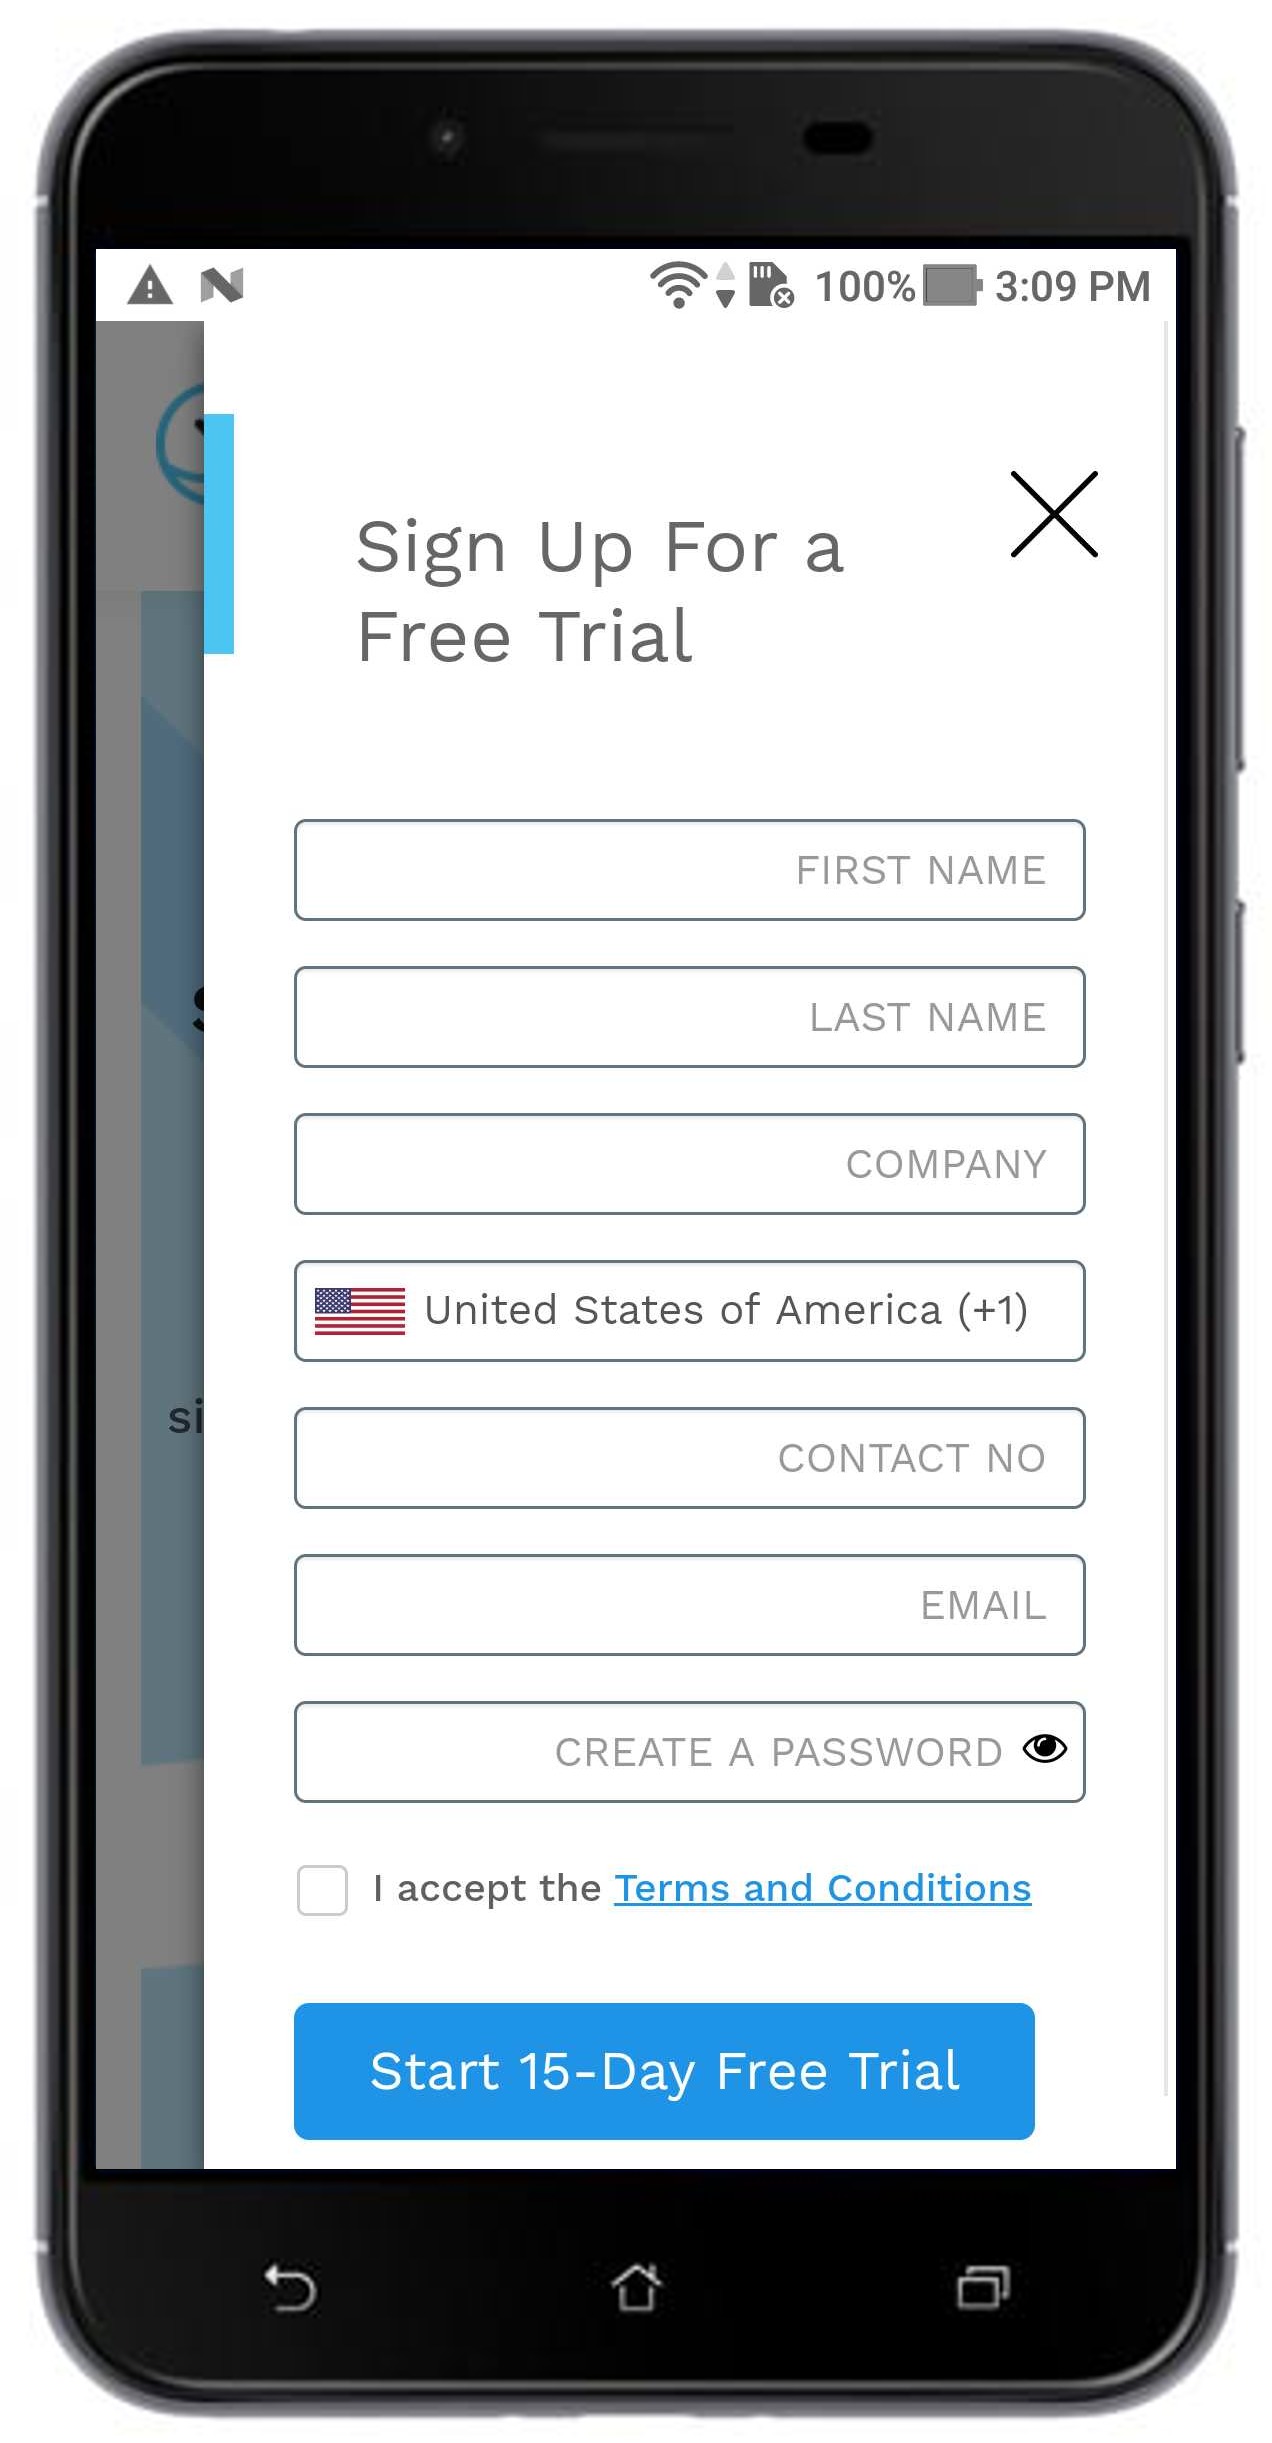 100% 3:09 PM
Sign Up For a
Free Trial
FIRST NAME
LAST NAME
COMPANY
United States of America (+1)
CONTACT NO
EMAIL
CREATE A PASSWORD
I accept the Terms and Conditions
si
Start 15-Day Free Trial